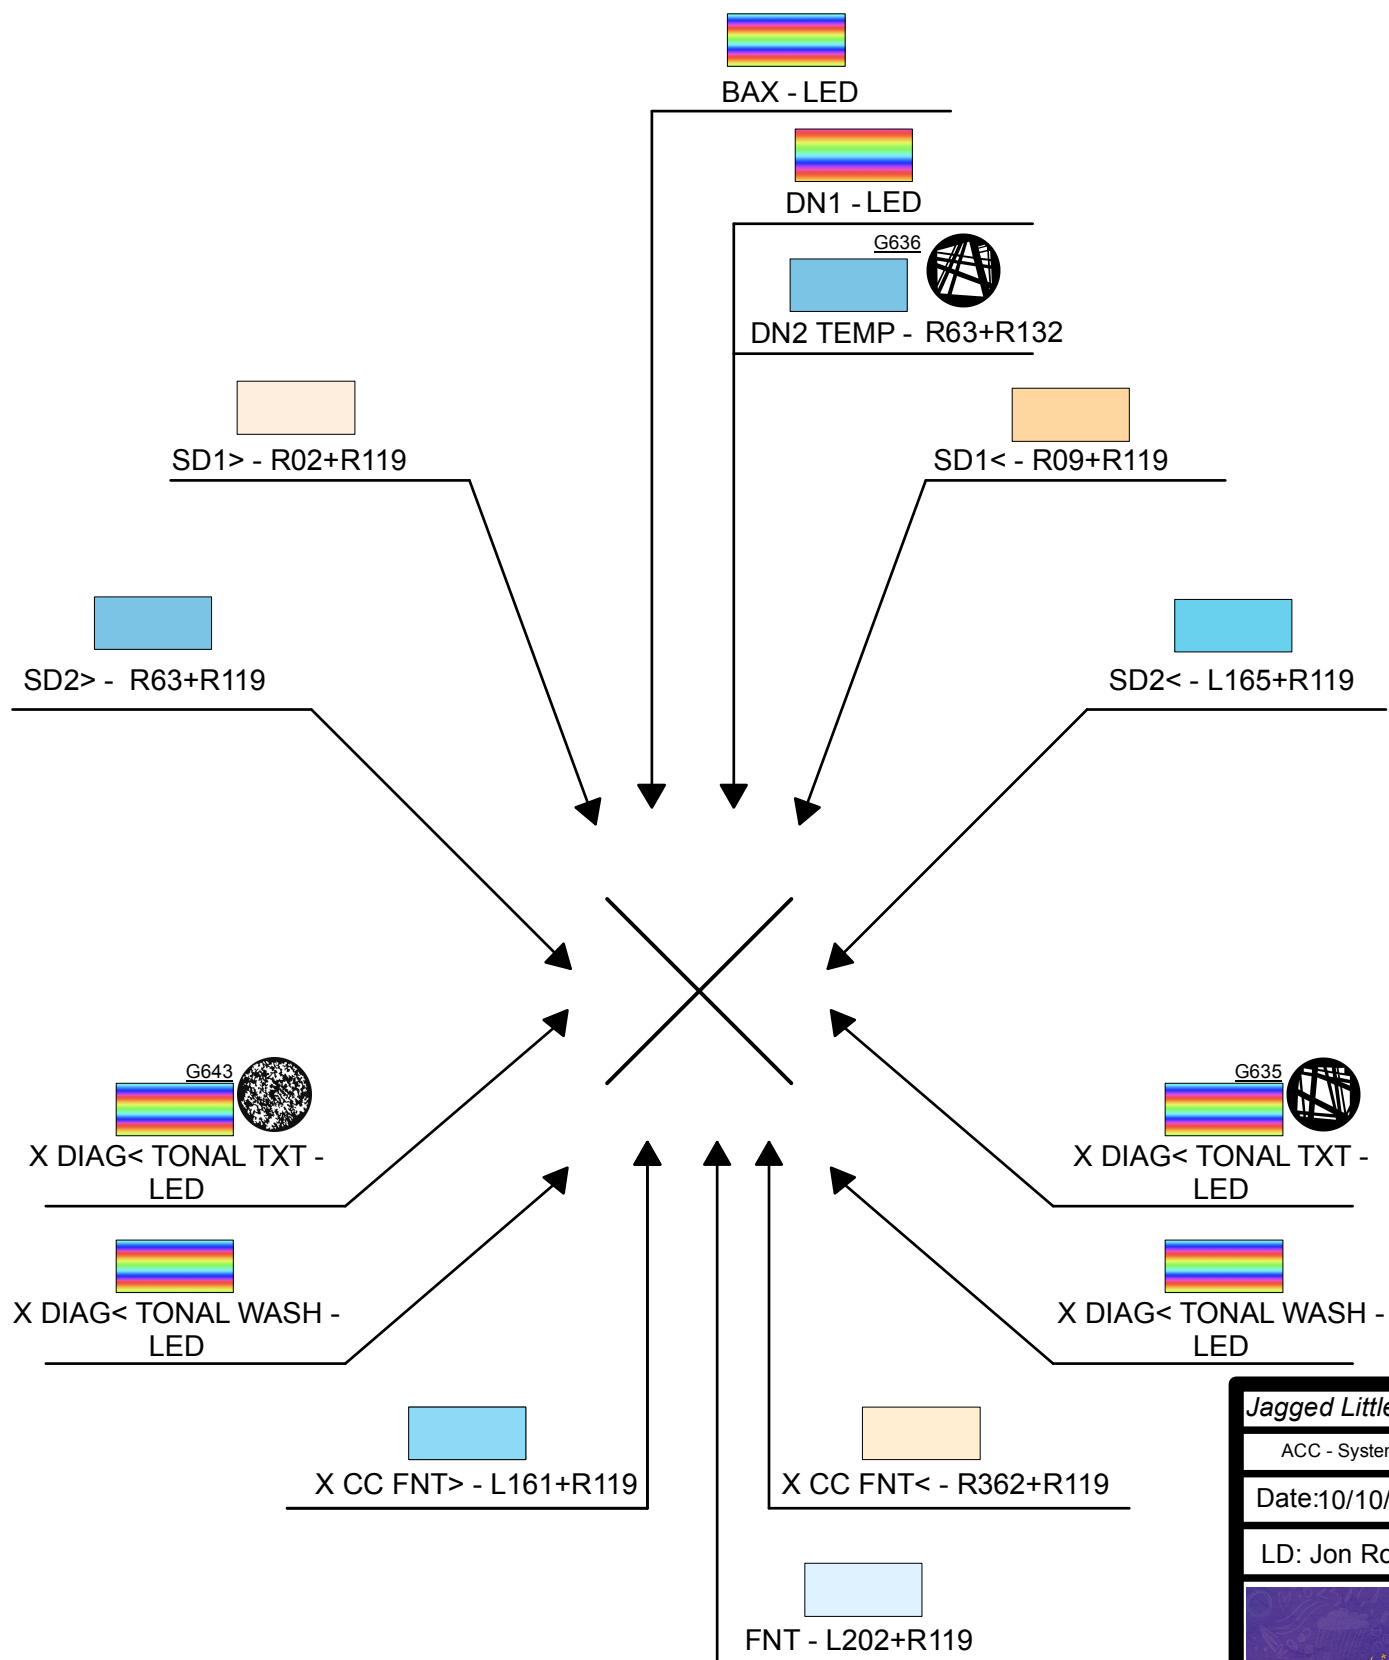 BAX - LED
DN1 - LED
G636
DN2 TEMP - R63+R132
SD1> - R02+R119
SD1< - R09+R119
SD2> - R63+R119
SD2< - L165+R119
G643
X DIAG< TONAL TXT -
LED
G635
X DIAG< TONAL TXT -
LED
X DIAG< TONAL WASH -
LED
X DIAG< TONAL WASH -
LED
X CC FNT> - L161+R119
X CC FNT< - R362+R119
FNT - L202+R119
Jagged Little
ACC - System
Date:10/10/
LD: Jon Ro